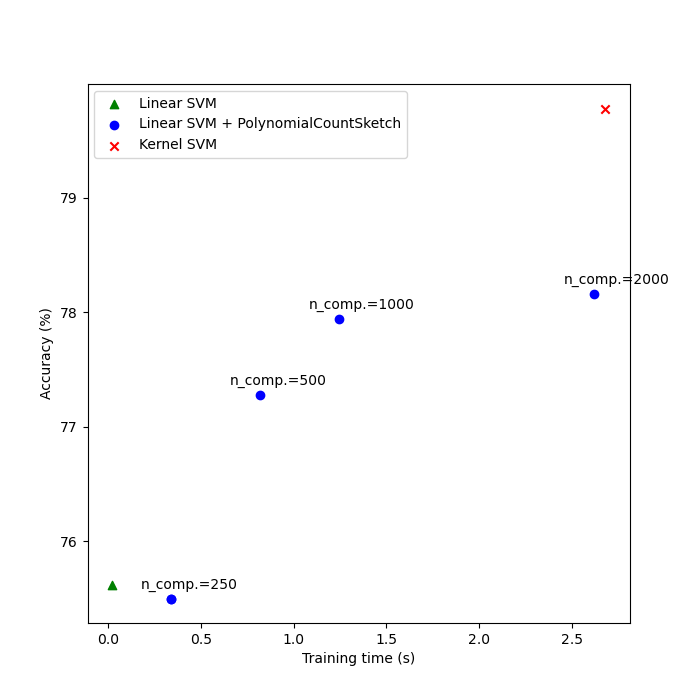 Linear SVM
Linear SVM + PolynomialCountSketch
Kernel SVM
79
n_comp.=2000
78
n_comp.=1000
n_comp.=500
77
76
n_comp.=250
0.0 0.5 1.0 1.5 2.0 2.5
Training time (s)
Accuracy (%)